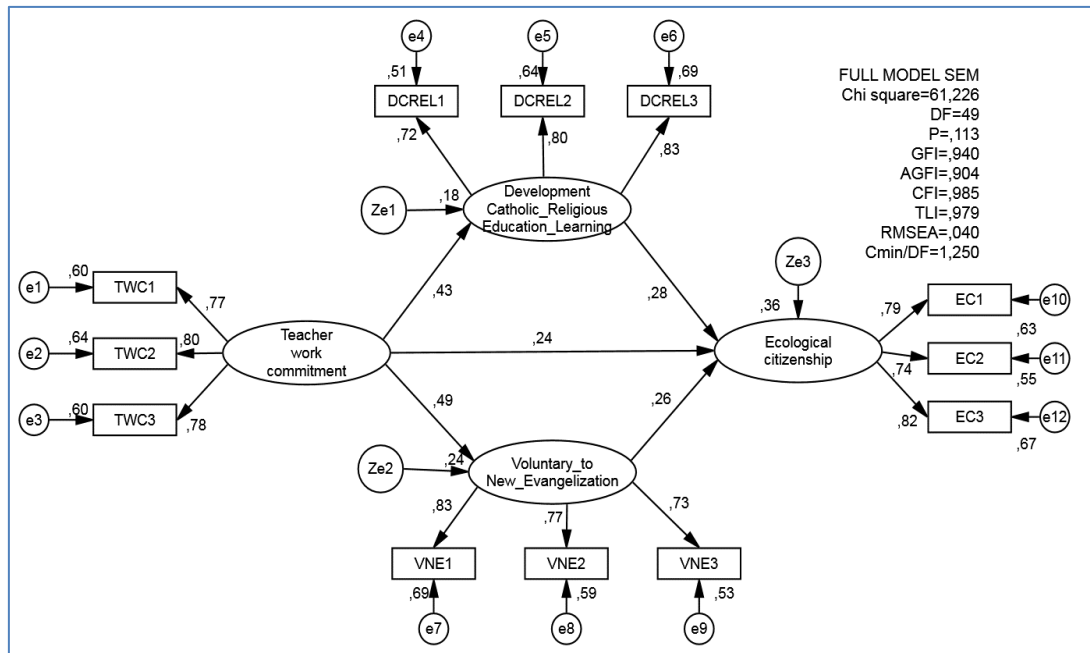 e4
e5
e6
,51
,64
,69
DCREL1
DCREL2
DCREL3
,72
,80
,83
FULL MODEL SEM
Chi square=61,226
DF=49
P=,113
GFI=,940
AGFI=,904
CFI=,985
TLI=,979
RMSEA=,040
Cmin/DF=1,250
Ze1
,18
Development
Catholic_Religious
Education_Learning
Ze3
,36
e1
,60
TWC1
,77
e2
,64
TWC2
,80
e3
,60
TWC3
,78
Teacher
work
commitment
,43
,28
,24
,49
,26
Ecological
citizenship
,79
EC1
e10
,63
,74
EC2
e11
,55
,82
EC3
e12
,67
Ze2
,24
Voluntary_to
New_Evangelization
,83
,77
,73
VNE1
VNE2
VNE3
,69
,59
,53
e7
e8
e9